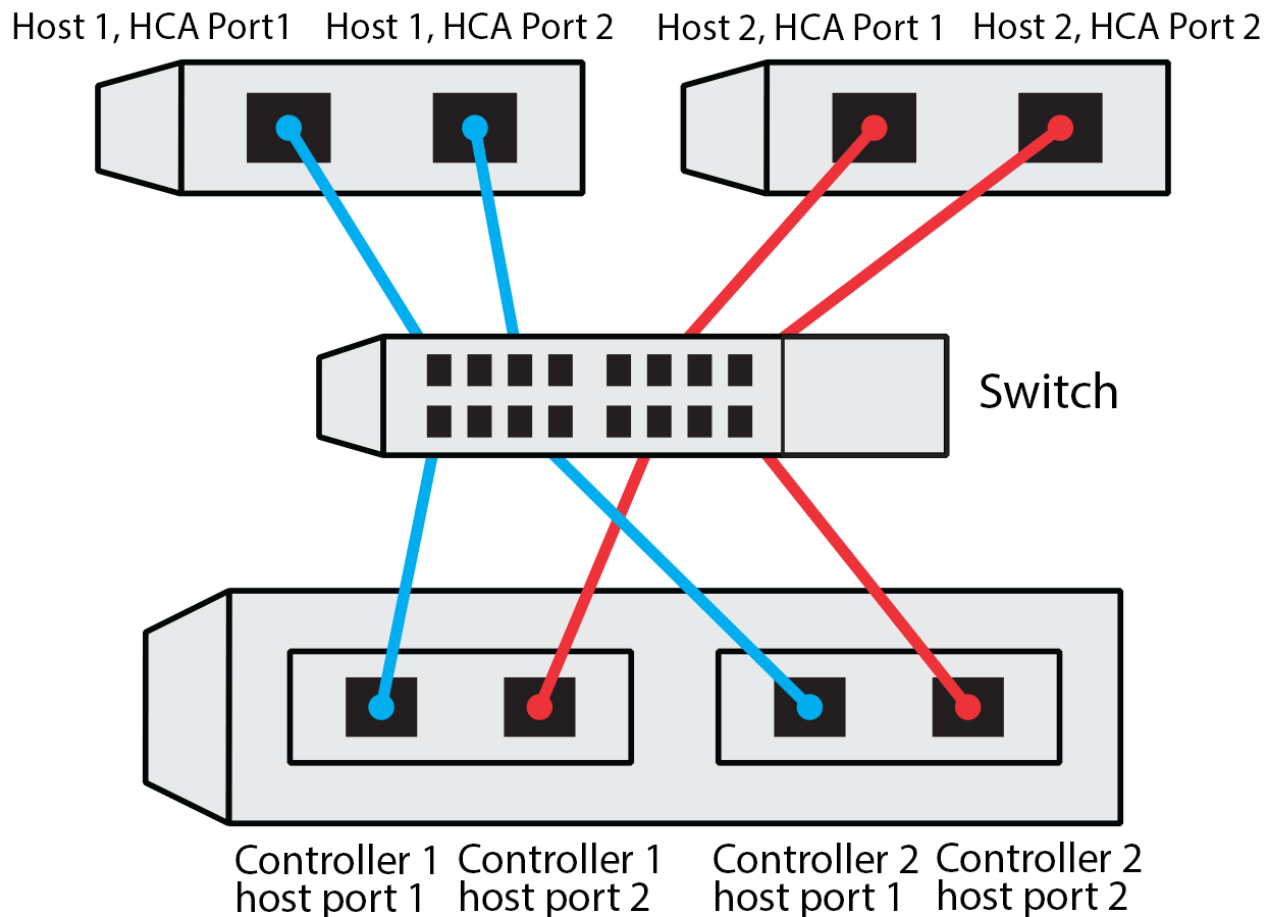 Host 1, HCA Port1
Host 1, HCA Port 2
Host 2, HCA Port 1
Host 2, HCA Port 2
Switch
Controller 1
host port 1
Controller 1
host port 2
Controller 2
host port 1
Controller 2
host port 2